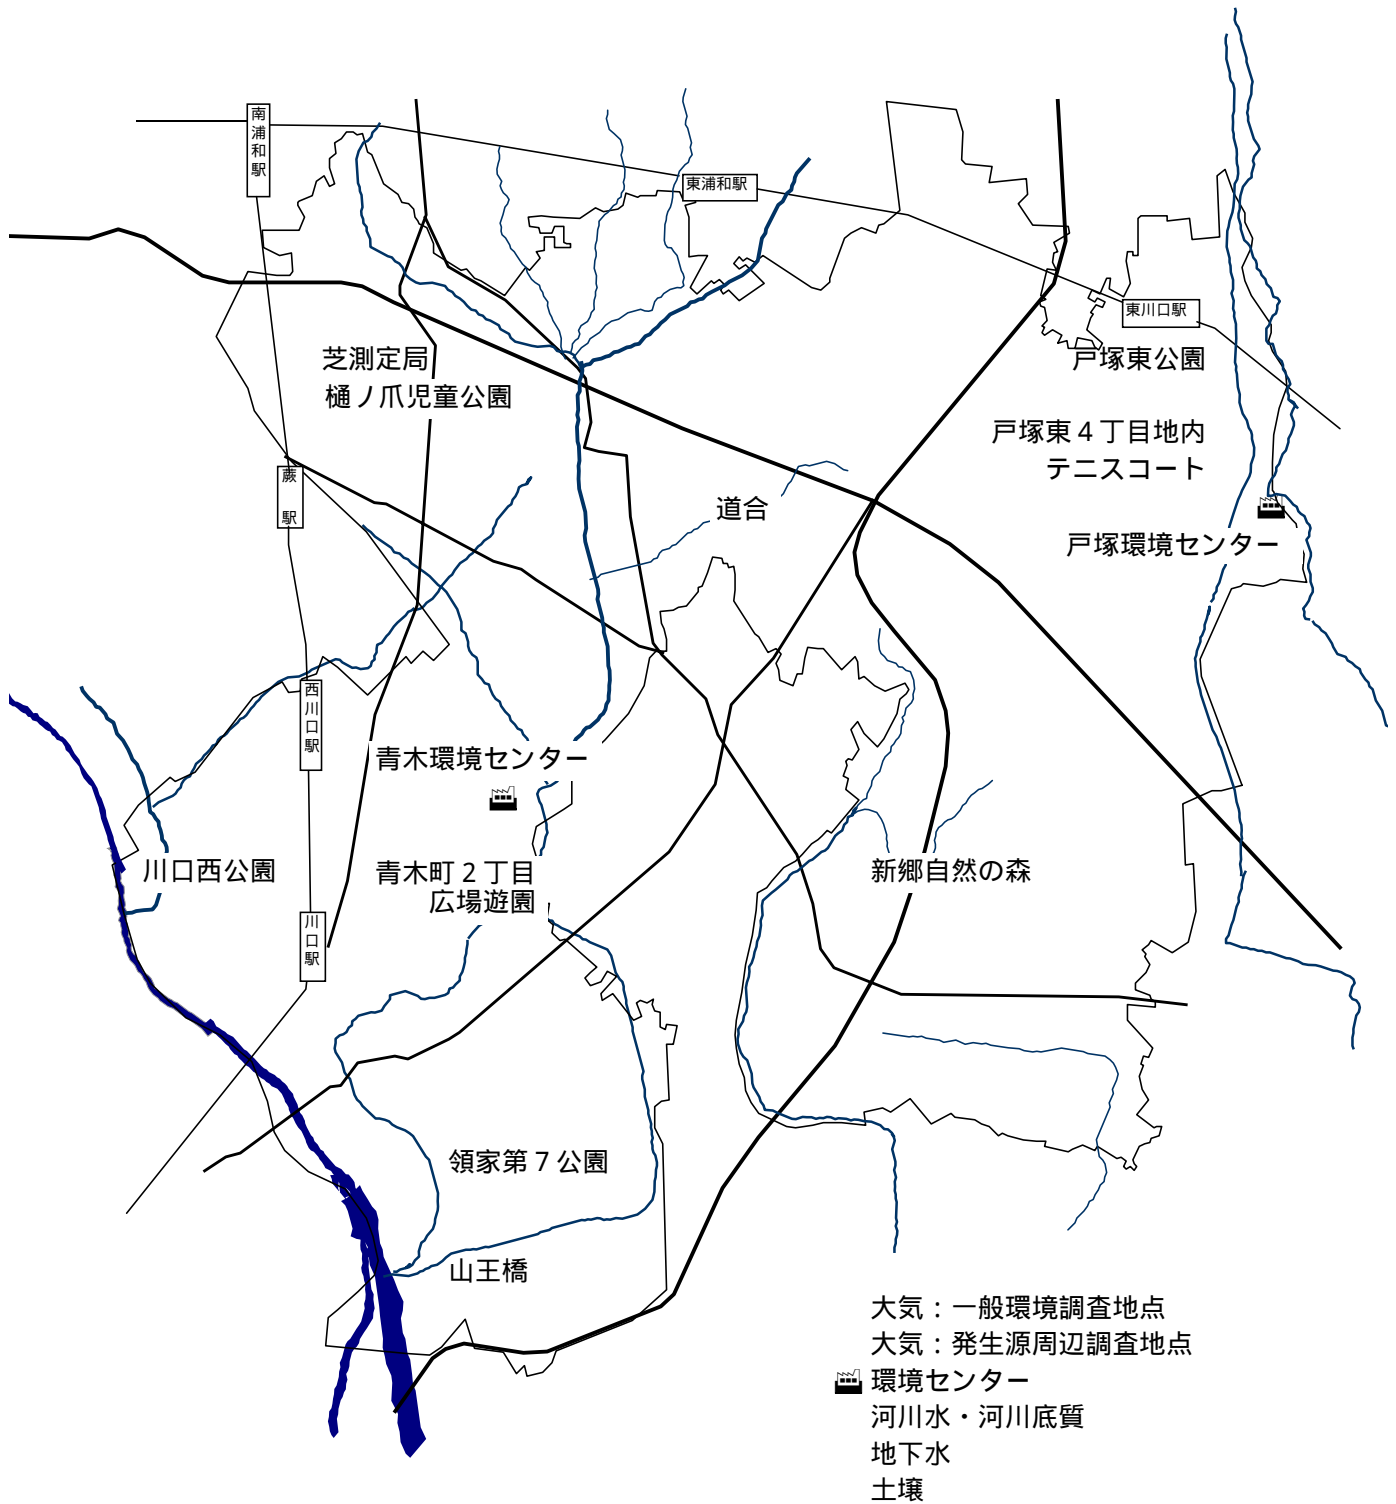 南浦和駅
東浦和駅
東川口駅
芝測定局
樋ノ爪児童公園
戸塚東公園
戸塚東４丁目地内
テニスコート
蕨駅
道合
戸塚環境センター
西川口駅
青木環境センター
川口西公園
青木町２丁目
広場遊園
新郷自然の森
川口駅
領家第７公園
山王橋
大気：一般環境調査地点
大気：発生源周辺調査地点
環境センター
河川水・河川底質
地下水
土壌